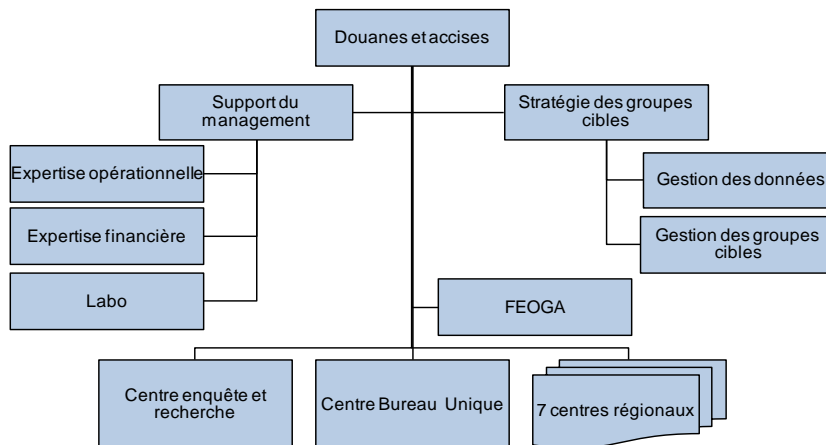 Douanes et accises
Support du
management
Stratégie des groupes
cibles
Expertise opérationnelle
Gestion des données
Expertise financière
Gestion des groupes
cibles
Labo
FEOGA
Centre enquête et
recherche
Centre Bureau Unique
7 centres régionaux